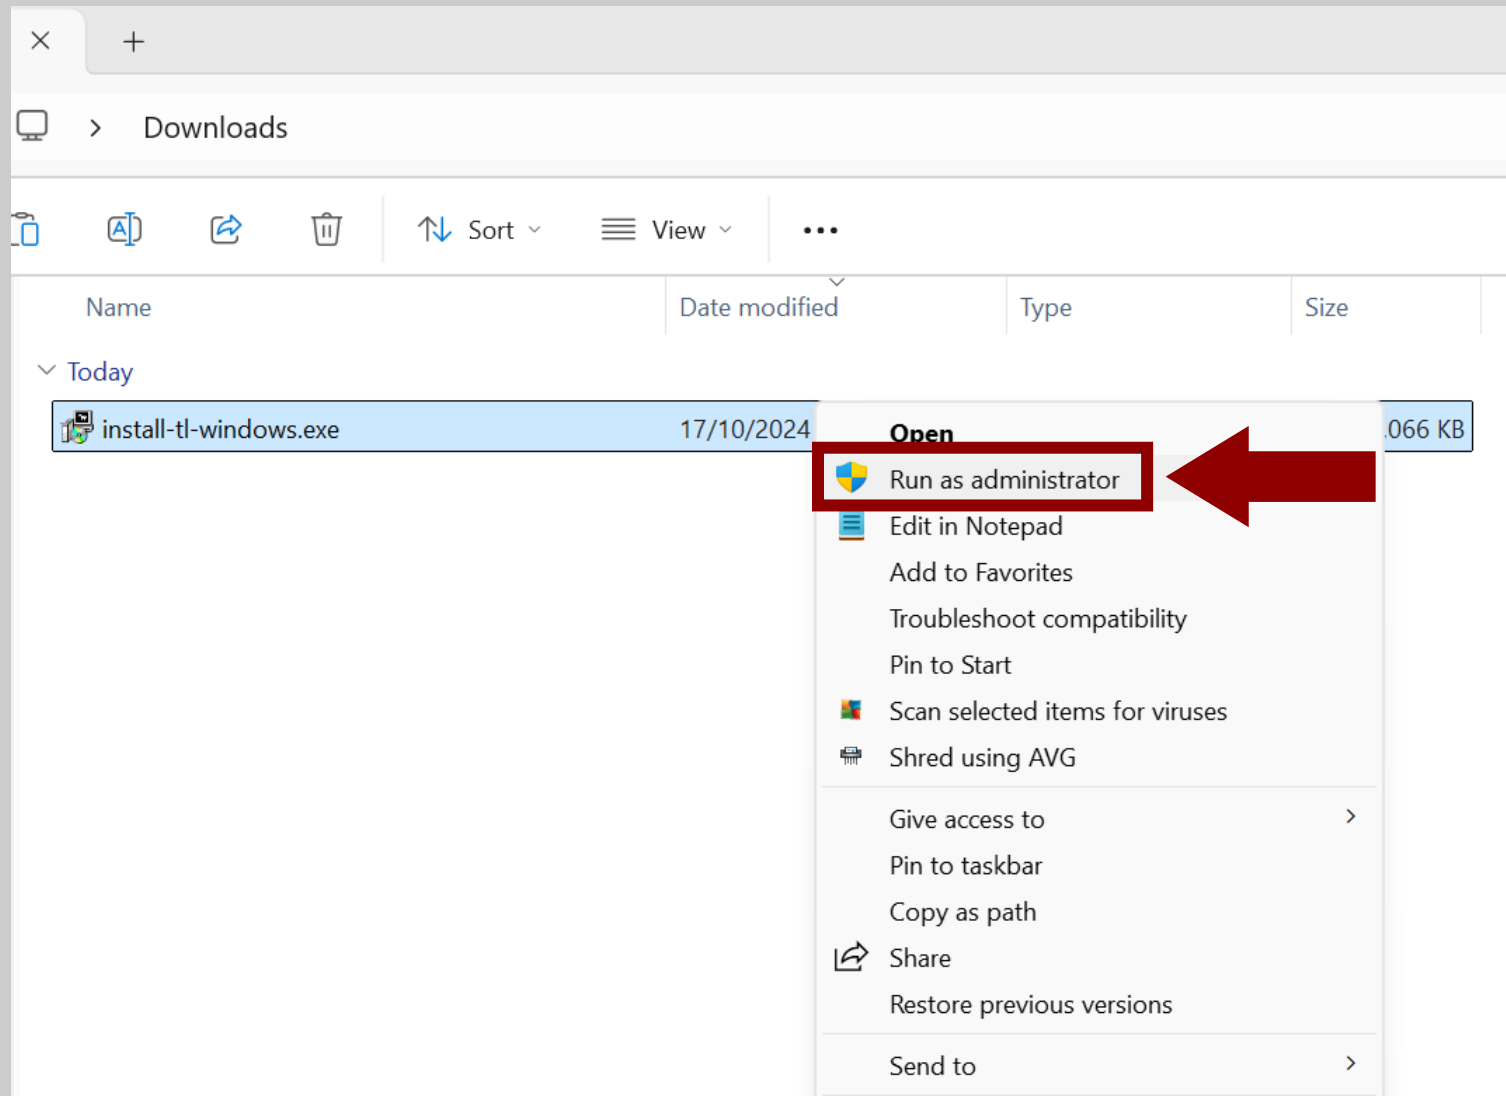 Downloads
Sort
View
Name Date modified Type Size
Today
install-tl-windows.exe 17/10/2024 .066 KB
Open
Run as administrator
Edit in Notepad
Add to Favorites
Troubleshoot compatibility
Pin to Start
Scan selected items for viruses
Shred using AVG
Give access to
Pin to taskbar
Copy as path
Share
Restore previous versions
Send to